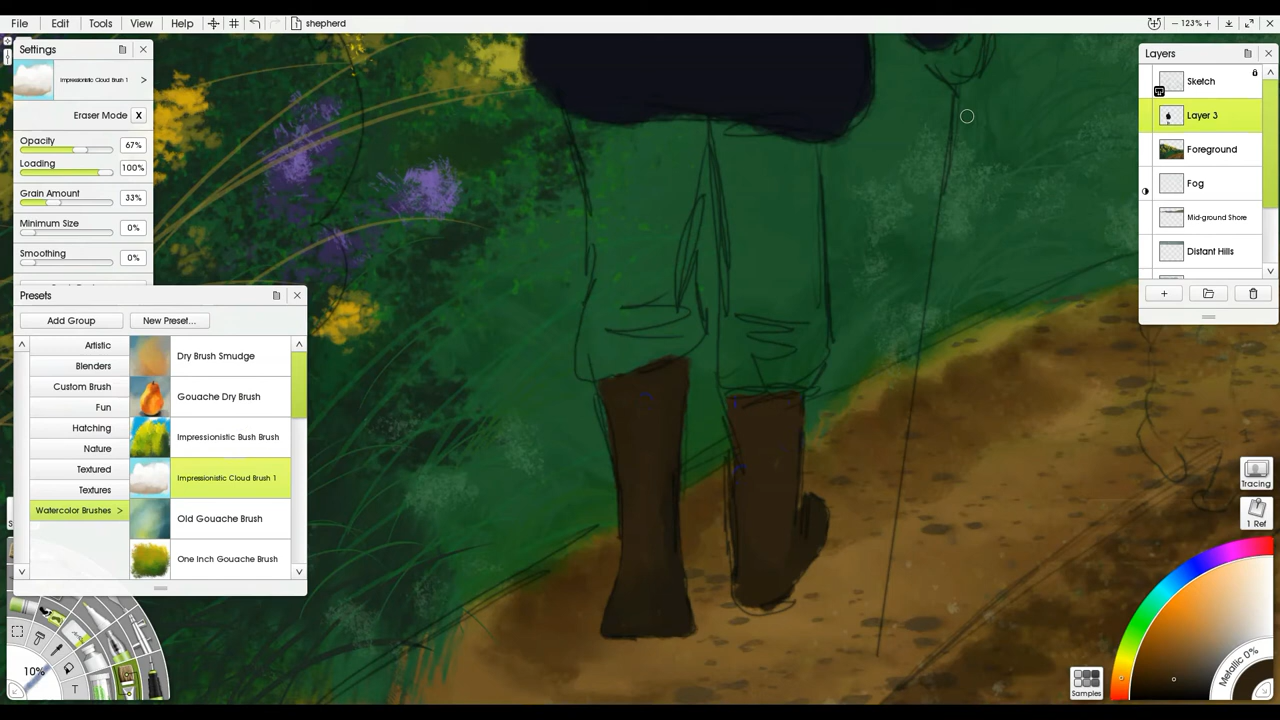 File Edit Tools View Help shepherd - 123% +
Settings
Impressionistic Cloud Brush 1 >
Eraser Mode X
Opacity 67%
Loading 100%
Grain Amount 33%
Minimum Size 0%
Smoothing 0%
Presets
Add Group New Preset...
Artistic
Blenders
Custom Brush
Fun
Hatching
Nature
Textured
Textures
Watercolor Brushes >
Dry Brush Smudge
Gouache Dry Brush
Impressionistic Bush Brush
Impressionistic Cloud Brush 1
Old Gouache Brush
One Inch Gouache Brush
10%
T
Layers
Sketch
Layer 3
Foreground
Fog
Mid-ground Shore
Distant Hills
Tracing
1 Ref
Samples
Metallic 0%